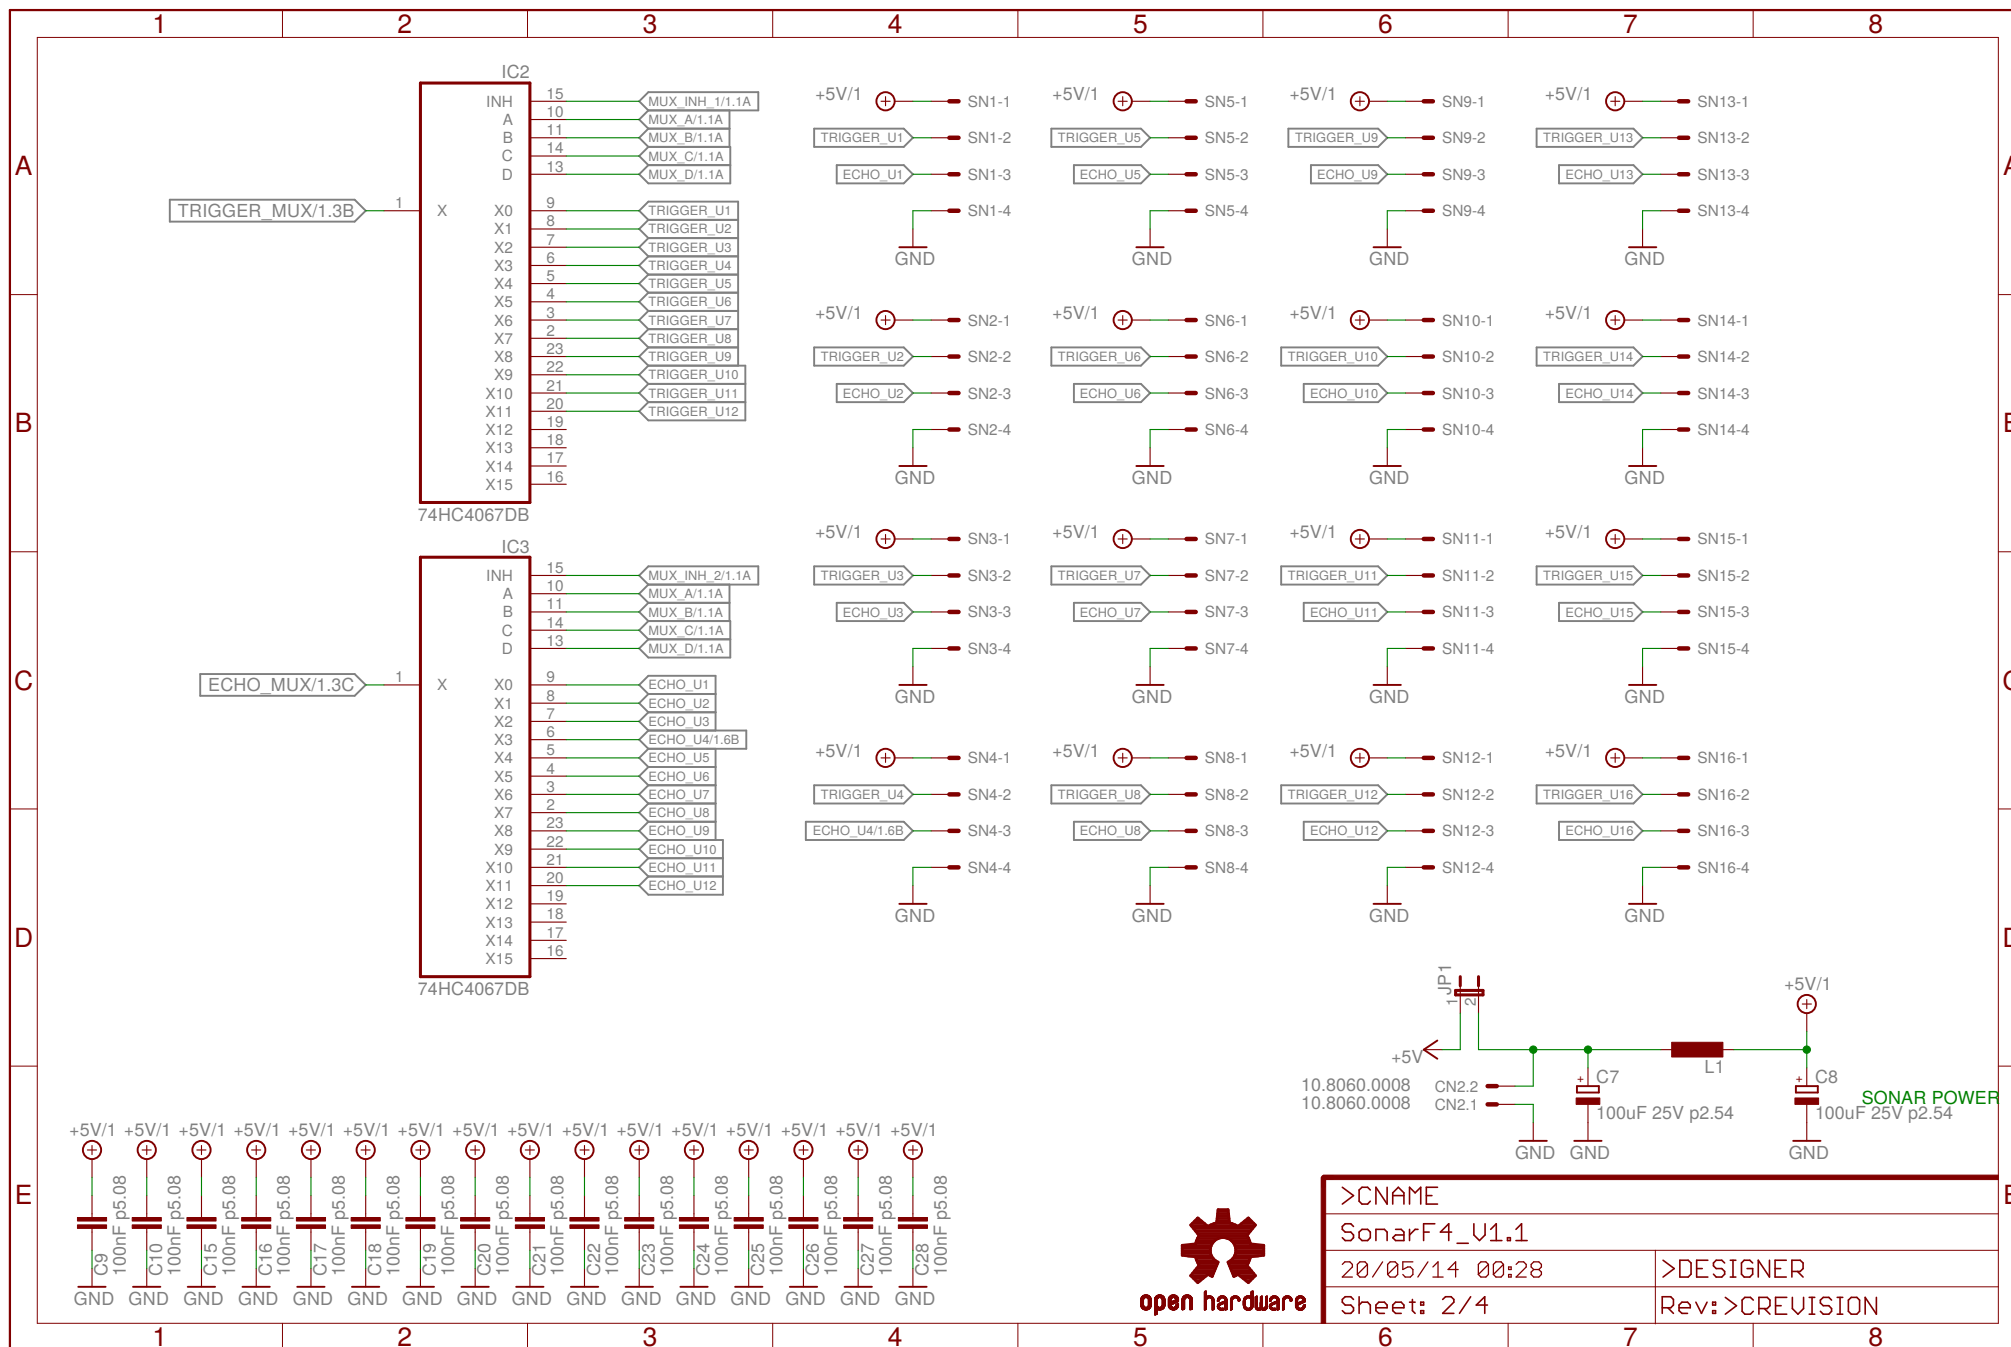 1 2 3 4 5 6 7 8
A
B
C
D
E
IC2
INH 15 MUX_INH_1/1.1A
A 10 MUX_A/1.1A
B 11 MUX_B/1.1A
C 14 MUX_C/1.1A
D 13 MUX_D/1.1A
TRIGGER_MUX/1.3B 1 X
X0 9 TRIGGER_U1
X1 8 TRIGGER_U2
X2 7 TRIGGER_U3
X3 6 TRIGGER_U4
X4 5 TRIGGER_U5
X5 4 TRIGGER_U6
X6 3 TRIGGER_U7
X7 2 TRIGGER_U8
X8 23 TRIGGER_U9
X9 22 TRIGGER_U10
X10 21 TRIGGER_U11
X11 20 TRIGGER_U12
X12 19
X13 18
X14 17
X15 16
74HC4067DB
IC3
INH 15 MUX_INH_2/1.1A
A 10 MUX_A/1.1A
B 11 MUX_B/1.1A
C 14 MUX_C/1.1A
D 13 MUX_D/1.1A
ECHO_MUX/1.3C 1 X
X0 9 ECHO_U1
X1 8 ECHO_U2
X2 7 ECHO_U3
X3 6 ECHO_U4/1.6B
X4 5 ECHO_U5
X5 4 ECHO_U6
X6 3 ECHO_U7
X7 2 ECHO_U8
X8 23 ECHO_U9
X9 22 ECHO_U10
X10 21 ECHO_U11
X11 20 ECHO_U12
X12 19
X13 18
X14 17
X15 16
74HC4067DB
+5V/1 SN1-1 +5V/1 SN5-1 +5V/1 SN9-1 +5V/1 SN13-1
TRIGGER_U1 SN1-2 TRIGGER_U5 SN5-2 TRIGGER_U9 SN9-2 TRIGGER_U13 SN13-2
ECHO_U1 SN1-3 ECHO_U5 SN5-3 ECHO_U9 SN9-3 ECHO_U13 SN13-3
SN1-4 SN5-4 SN9-4 SN13-4
GND GND GND GND
+5V/1 SN2-1 +5V/1 SN6-1 +5V/1 SN10-1 +5V/1 SN14-1
TRIGGER_U2 SN2-2 TRIGGER_U6 SN6-2 TRIGGER_U10 SN10-2 TRIGGER_U14 SN14-2
ECHO_U2 SN2-3 ECHO_U6 SN6-3 ECHO_U10 SN10-3 ECHO_U14 SN14-3
SN2-4 SN6-4 SN10-4 SN14-4
GND GND GND GND
+5V/1 SN3-1 +5V/1 SN7-1 +5V/1 SN11-1 +5V/1 SN15-1
TRIGGER_U3 SN3-2 TRIGGER_U7 SN7-2 TRIGGER_U11 SN11-2 TRIGGER_U15 SN15-2
ECHO_U3 SN3-3 ECHO_U7 SN7-3 ECHO_U11 SN11-3 ECHO_U15 SN15-3
SN3-4 SN7-4 SN11-4 SN15-4
GND GND GND GND
+5V/1 SN4-1 +5V/1 SN8-1 +5V/1 SN12-1 +5V/1 SN16-1
TRIGGER_U4 SN4-2 TRIGGER_U8 SN8-2 TRIGGER_U12 SN12-2 TRIGGER_U16 SN16-2
ECHO_U4/1.6B SN4-3 ECHO_U8 SN8-3 ECHO_U12 SN12-3 ECHO_U16 SN16-3
SN4-4 SN8-4 SN12-4 SN16-4
GND GND GND GND
JP1
1 2
+5V/1
+5V
L1
10.8060.0008 CN2.2
10.8060.0008 CN2.1
+ C7
100uF 25V p2.54
+ C8
100uF 25V p2.54
SONAR POWER
GND GND GND
+5V/1 +5V/1 +5V/1 +5V/1 +5V/1 +5V/1 +5V/1 +5V/1 +5V/1 +5V/1 +5V/1 +5V/1 +5V/1 +5V/1 +5V/1 +5V/1
C9 100nF p5.08
C10 100nF p5.08
C15 100nF p5.08
C16 100nF p5.08
C17 100nF p5.08
C18 100nF p5.08
C19 100nF p5.08
C20 100nF p5.08
C21 100nF p5.08
C22 100nF p5.08
C23 100nF p5.08
C24 100nF p5.08
C25 100nF p5.08
C26 100nF p5.08
C27 100nF p5.08
C28 100nF p5.08
GND GND GND GND GND GND GND GND GND GND GND GND GND GND GND GND
open hardware
>CNAME
SonarF4_V1.1
20/05/14 00:28 >DESIGNER
Sheet: 2/4 Rev:>CREVISION
1 2 3 4 5 6 7 8